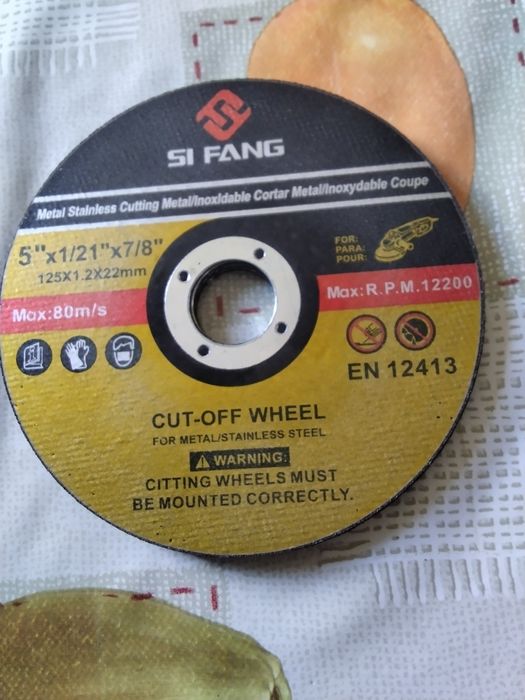 SI FANG
Metal Stainless Cutting Metal/Inoxidable Cortar Metal/Inoxydable Coupe
5"x1/21"x7/8"
125X1.2X22mm
FOR:
PARA:
POUR:
Max:80m/s
Max:R.P.M.12200
EN 12413
CUT-OFF WHEEL
FOR METAL/STAINLESS STEEL
WARNING:
CITTING WHEELS MUST
BE MOUNTED CORRECTLY.